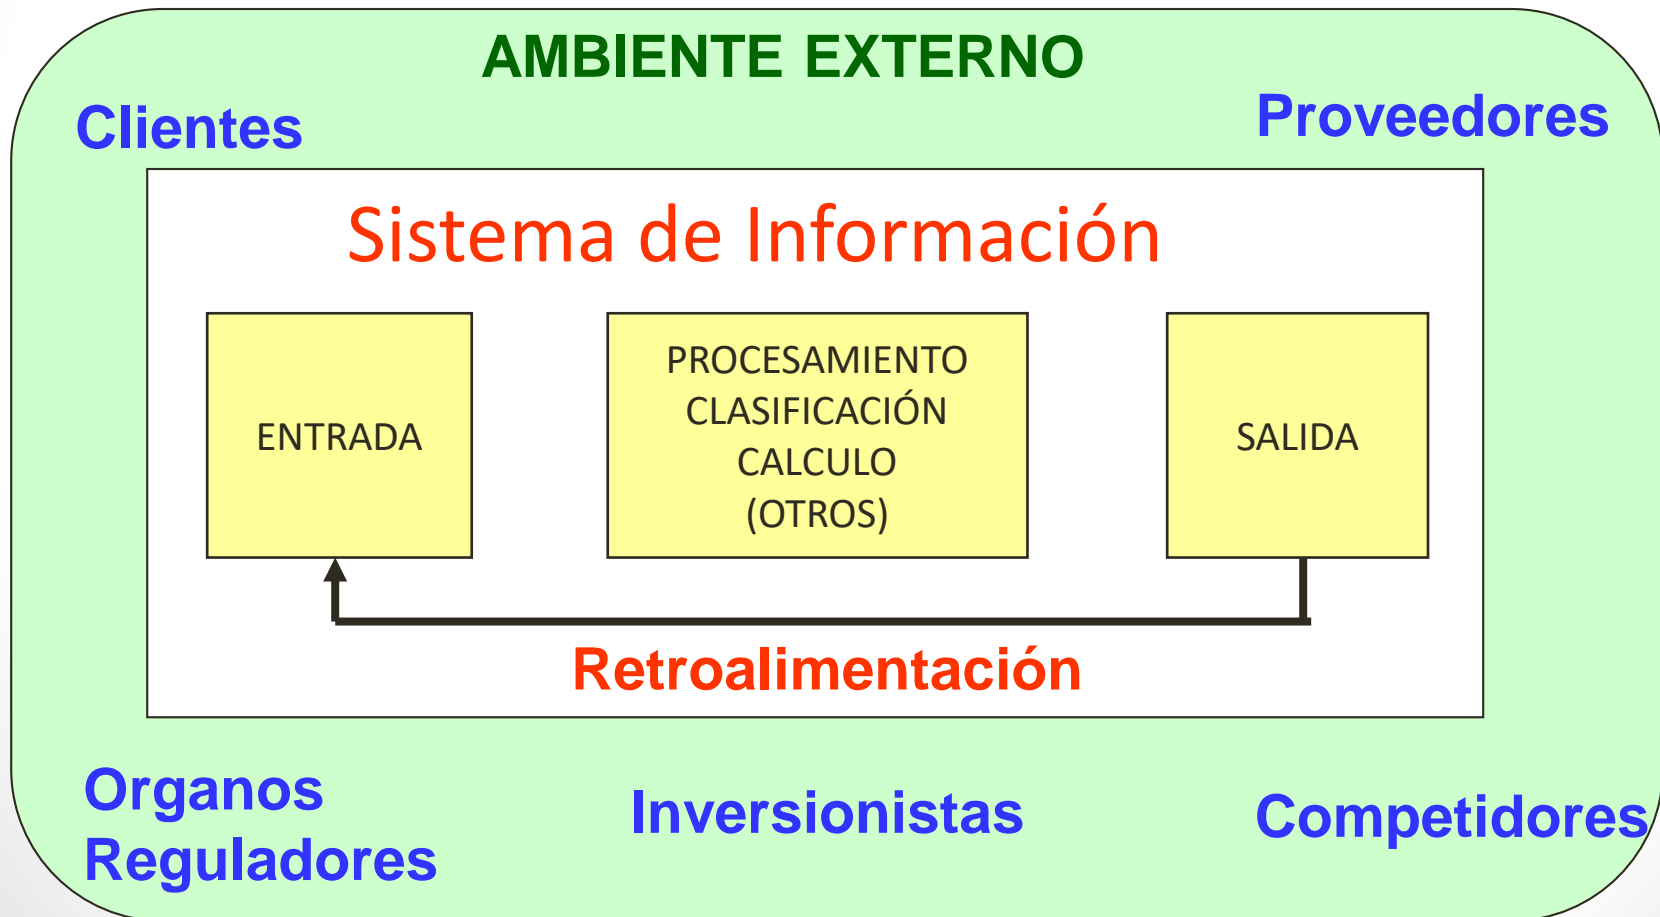 AMBIENTE EXTERNO
Clientes
Proveedores
Sistema de Información
ENTRADA
PROCESAMIENTO
CLASIFICACIÓN
CALCULO
(OTROS)
SALIDA
Retroalimentación
Organos
Reguladores
Inversionistas
Competidores